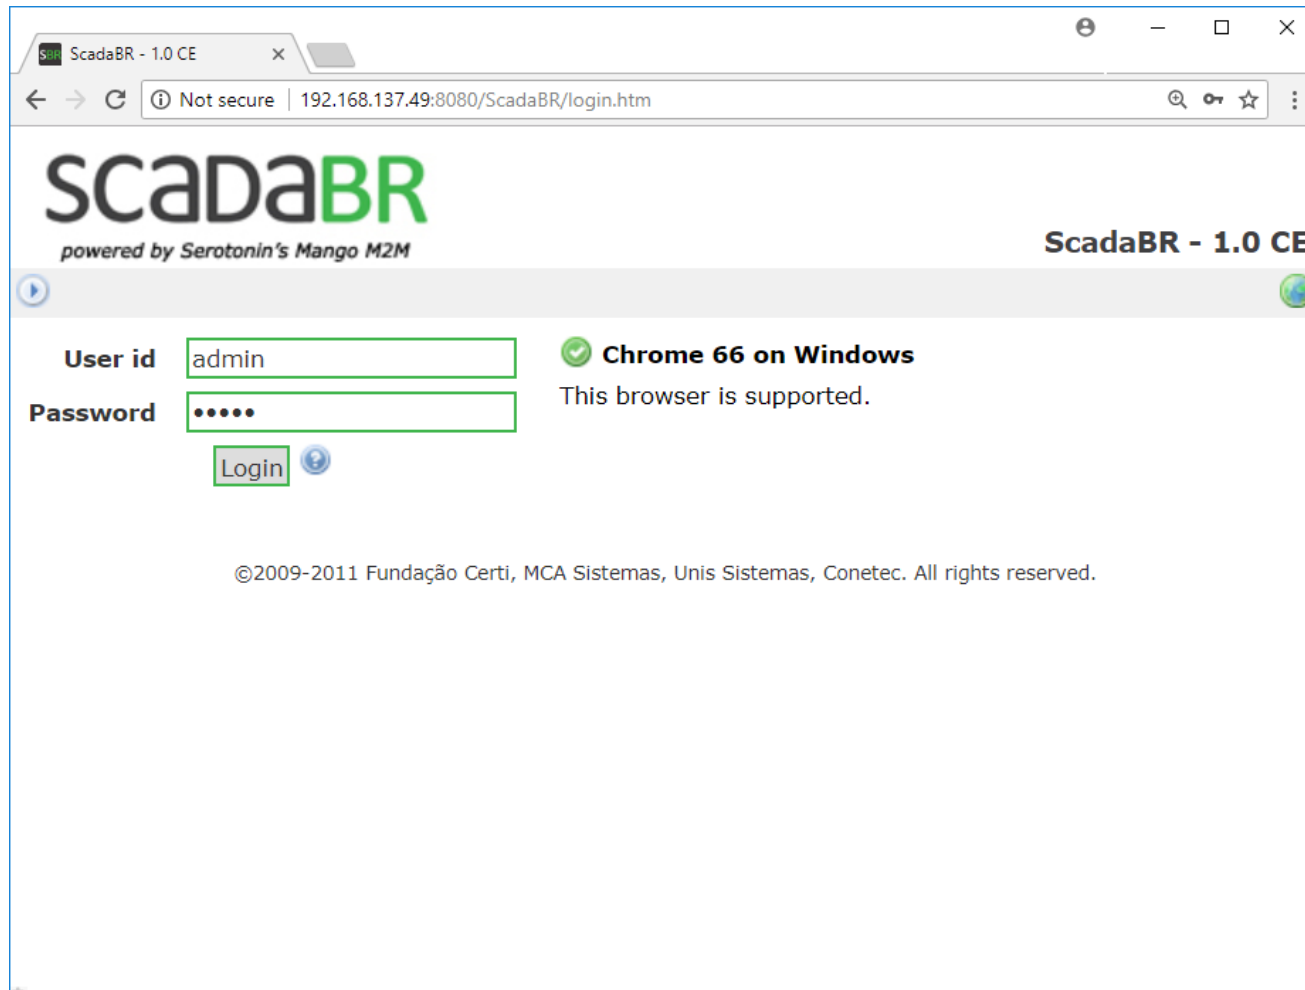 SBR ScadaBR - 1.0 CE
Not secure | 192.168.137.49:8080/ScadaBR/login.htm
scaDaBR
powered by Serotonin's Mango M2M
ScadaBR - 1.0 CE
User id admin
Chrome 66 on Windows
Password •••••
This browser is supported.
Login
©2009-2011 Fundação Certi, MCA Sistemas, Unis Sistemas, Conetec. All rights reserved.